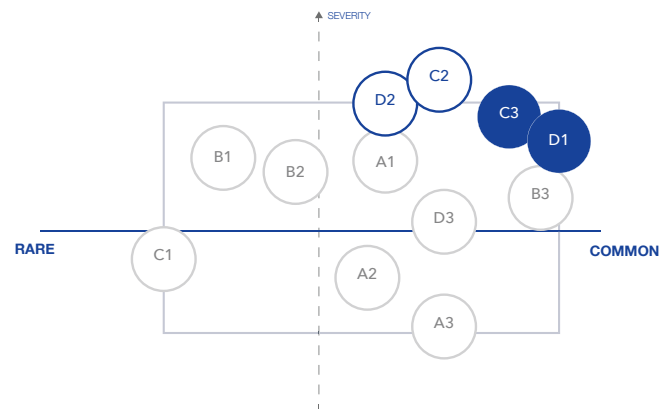 SEVERITY
C2
D2
C3
D1
B1
B2
A1
B3
D3
RARE
C1
COMMON
A2
A3